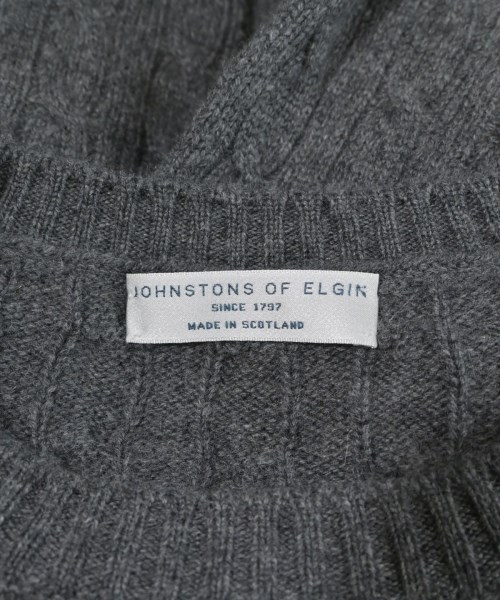 JOHNSTONS OF ELGIN
SINCE 1797
MADE IN SCOTLAND